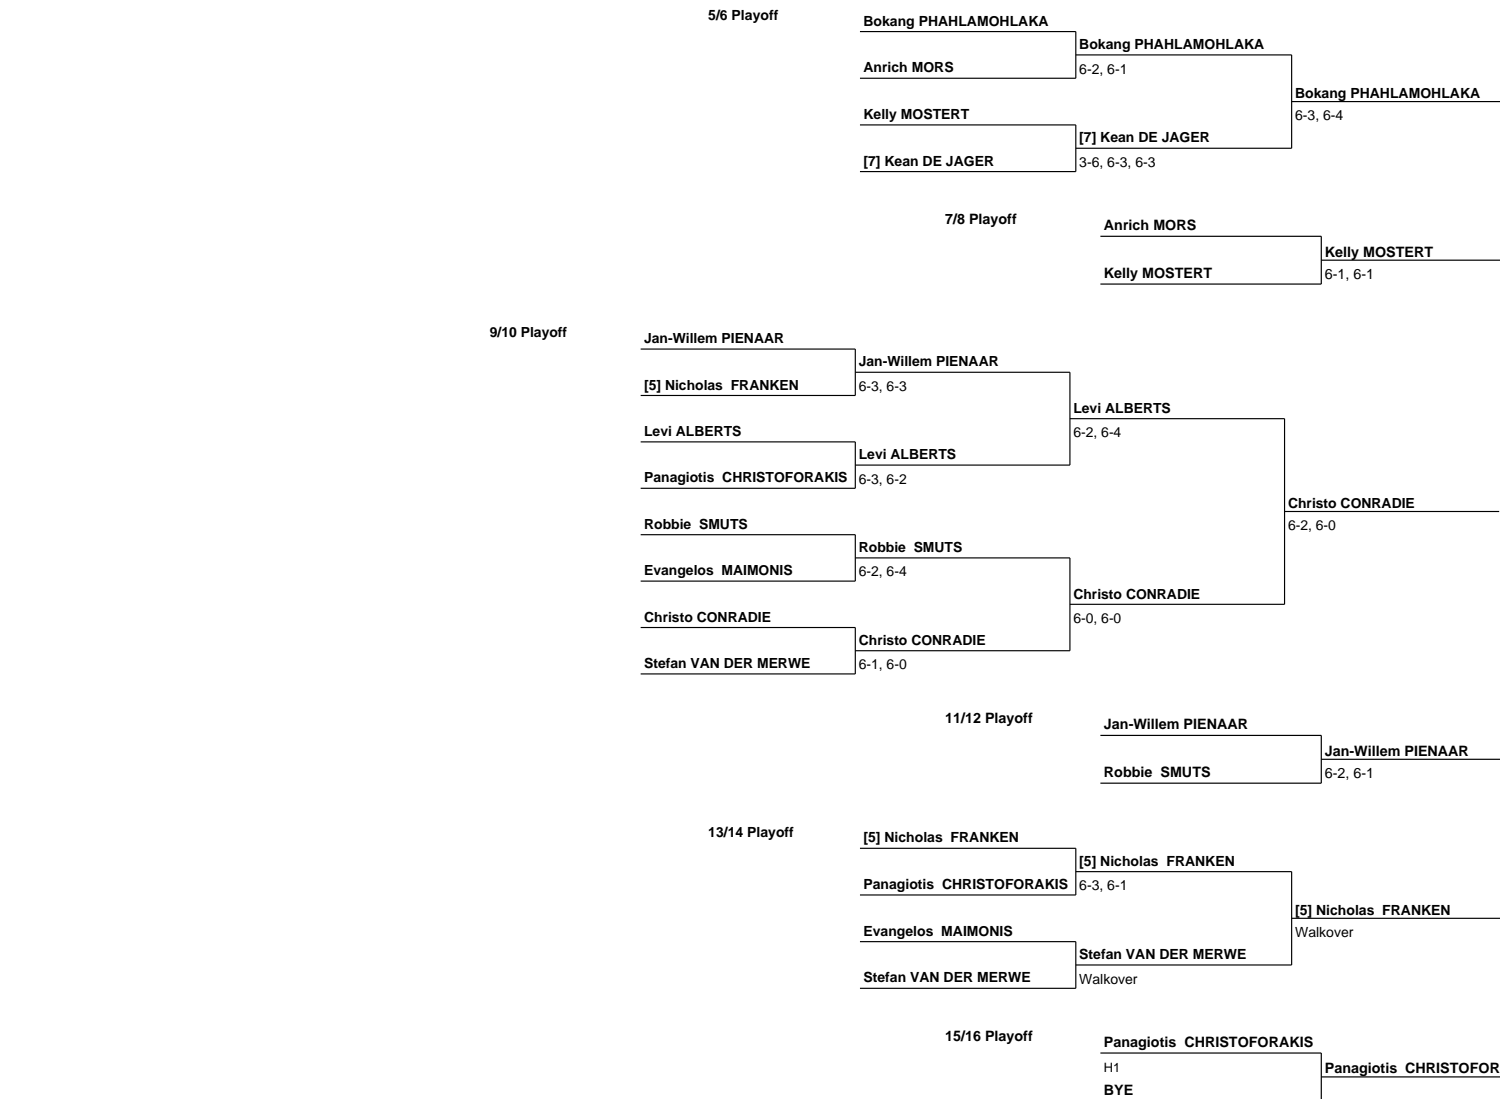 5/6 Playoff
Bokang PHAHLAMOHLAKA
Bokang PHAHLAMOHLAKA
Anrich MORS
6-2, 6-1
Bokang PHAHLAMOHLAKA
Kelly MOSTERT
6-3, 6-4
[7] Kean DE JAGER
[7] Kean DE JAGER
3-6, 6-3, 6-3
7/8 Playoff
Anrich MORS
Kelly MOSTERT
Kelly MOSTERT
6-1, 6-1
9/10 Playoff
Jan-Willem PIENAAR
Jan-Willem PIENAAR
[5] Nicholas FRANKEN
6-3, 6-3
Levi ALBERTS
Levi ALBERTS
6-2, 6-4
Levi ALBERTS
Panagiotis CHRISTOFORAKIS
6-3, 6-2
Christo CONRADIE
Robbie SMUTS
6-2, 6-0
Robbie SMUTS
Evangelos MAIMONIS
6-2, 6-4
Christo CONRADIE
Christo CONRADIE
6-0, 6-0
Christo CONRADIE
Stefan VAN DER MERWE
6-1, 6-0
11/12 Playoff
Jan-Willem PIENAAR
Jan-Willem PIENAAR
Robbie SMUTS
6-2, 6-1
13/14 Playoff
[5] Nicholas FRANKEN
[5] Nicholas FRANKEN
Panagiotis CHRISTOFORAKIS
6-3, 6-1
[5] Nicholas FRANKEN
Evangelos MAIMONIS
Walkover
Stefan VAN DER MERWE
Stefan VAN DER MERWE
Walkover
15/16 Playoff
Panagiotis CHRISTOFORAKIS
H1
Panagiotis CHRISTOFOR
BYE